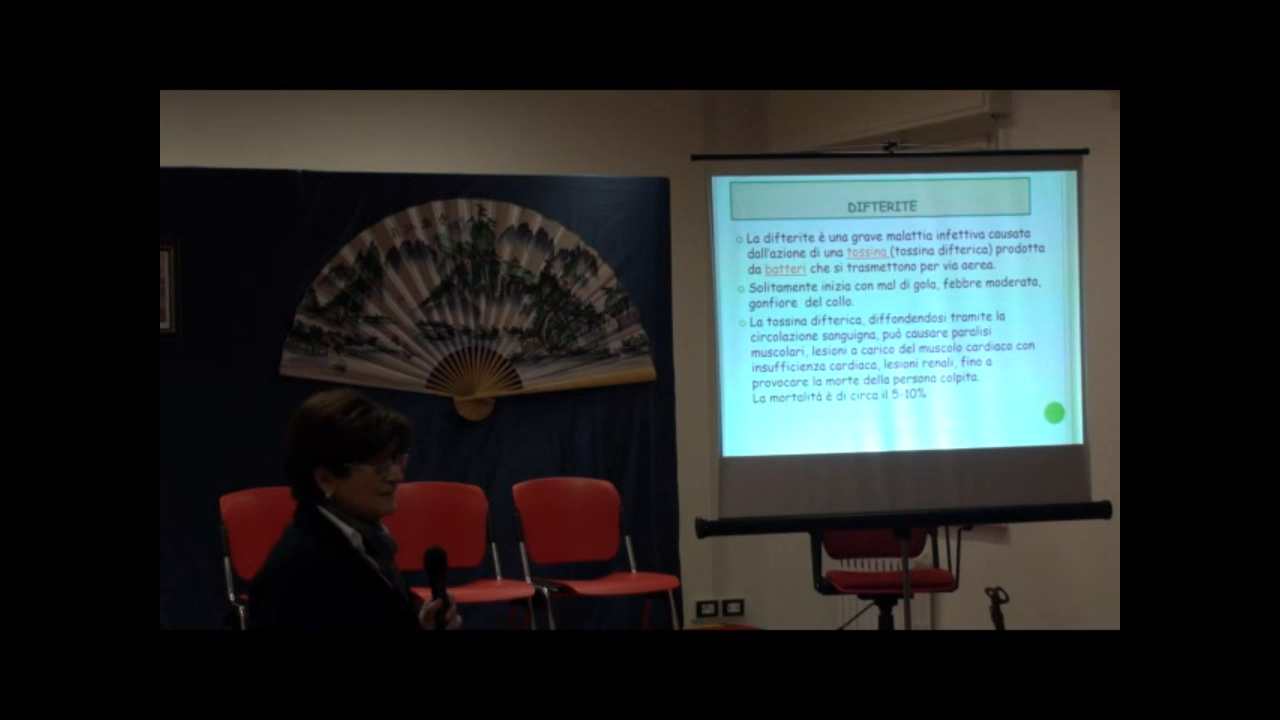 DIFTERITE
La difterite è una grave malattia infettiva causata
dall'azione di una tossina (tossina difterica) prodotta
da batteri che si trasmettono per via aerea.
Solitamente inizia con mal di gola, febbre moderata,
gonfiore del collo.
La tossina difterica, diffondendosi tramite la
circolazione sanguigna, può causare paralisi
muscolari, lesioni a carico del muscolo cardiaco con
insufficienza cardiaca, lesioni renali, fino a
provocare la morte della persona colpita.
La mortalità è di circa il 5-10%